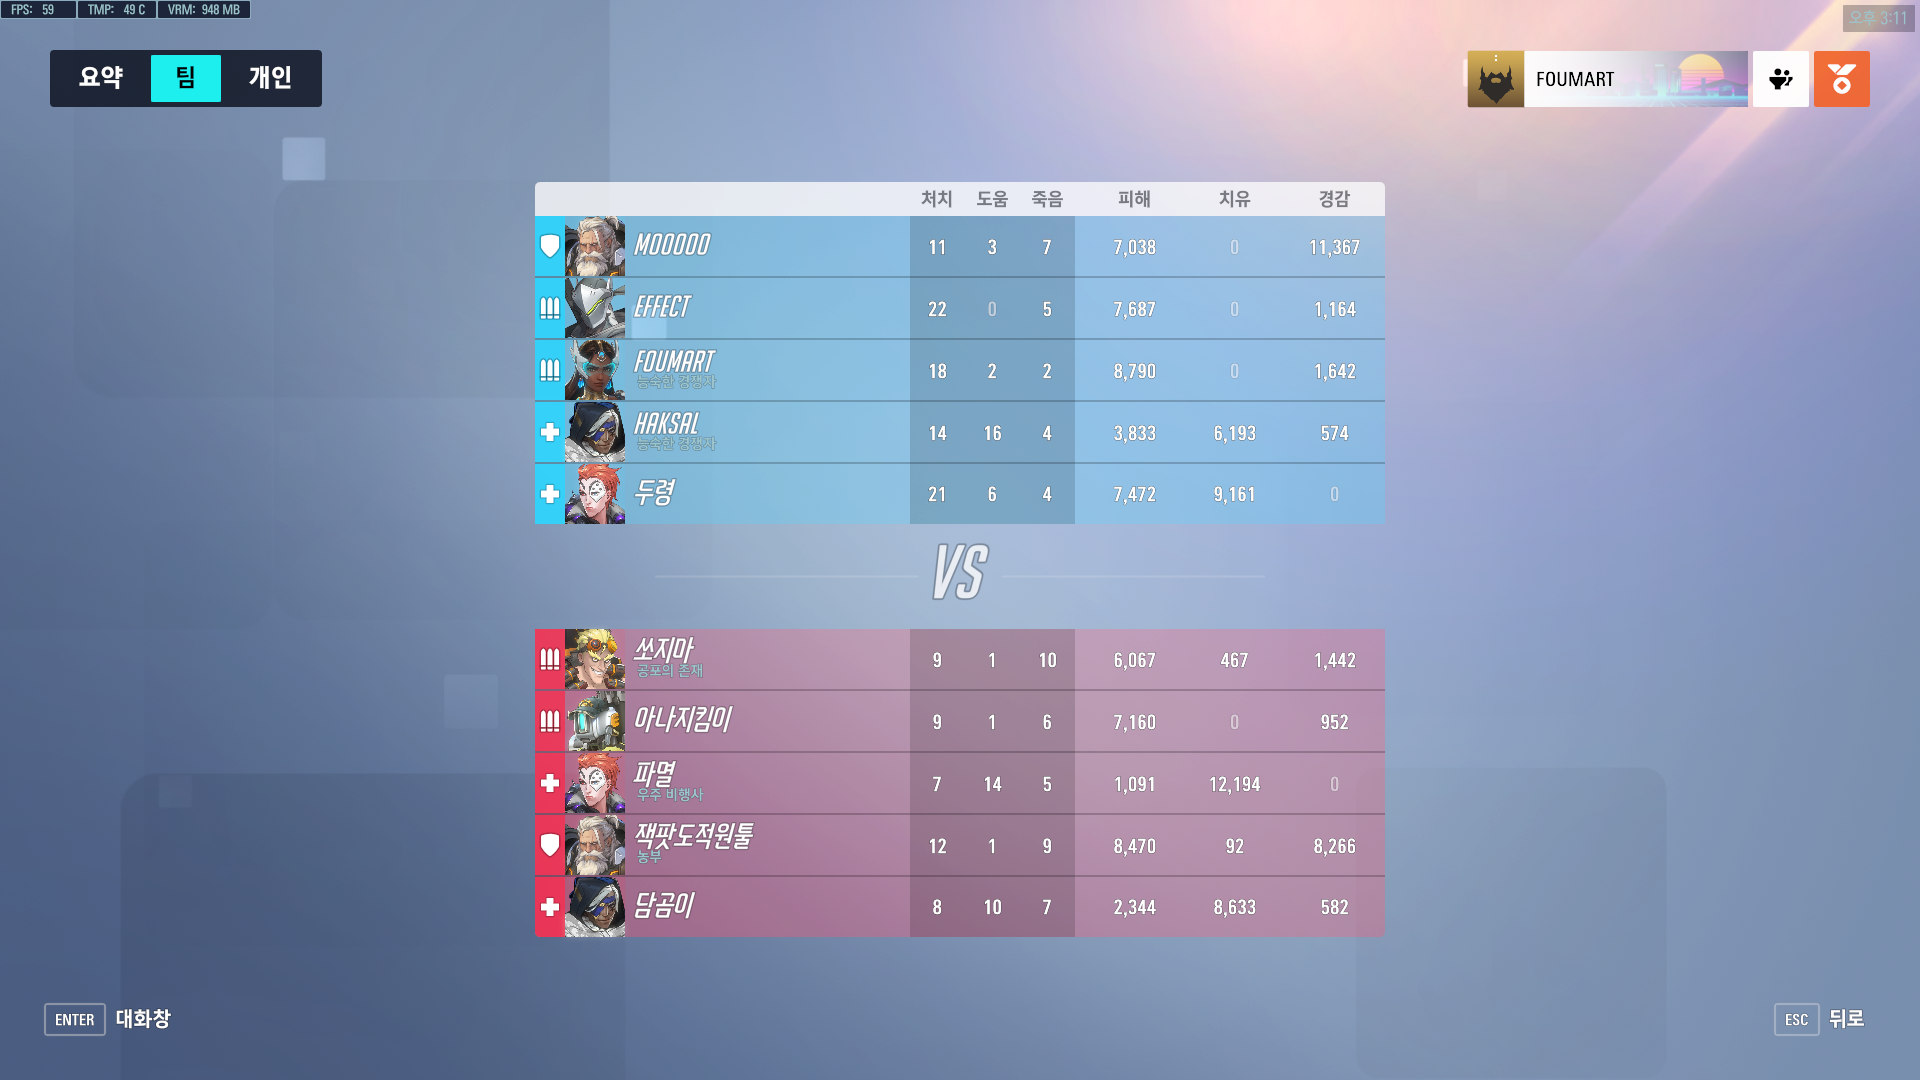 FPS: 59 TMP: 49 C VRM: 948 MB
오후 3:11
요약 팀 개인
FOUMART
처치 도움 죽음 피해 치유 경감
MOOOOO 11 3 7 7,038 0 11,367
EFFECT 22 0 5 7,687 0 1,164
FOUMART 18 2 2 8,790 0 1,642
능숙한 경쟁자
HAKSAL 14 16 4 3,833 6,193 574
능숙한 경쟁자
두령 21 6 4 7,472 9,161 0
VS
쏘지마 9 1 10 6,067 467 1,442
공포의 존재
아나지킴이 9 1 6 7,160 0 952
파멸 7 14 5 1,091 12,194 0
우주 비행사
잭팟도적원툴 12 1 9 8,470 92 8,266
농부
담곰이 8 10 7 2,344 8,633 582
ENTER 대화창
ESC 뒤로